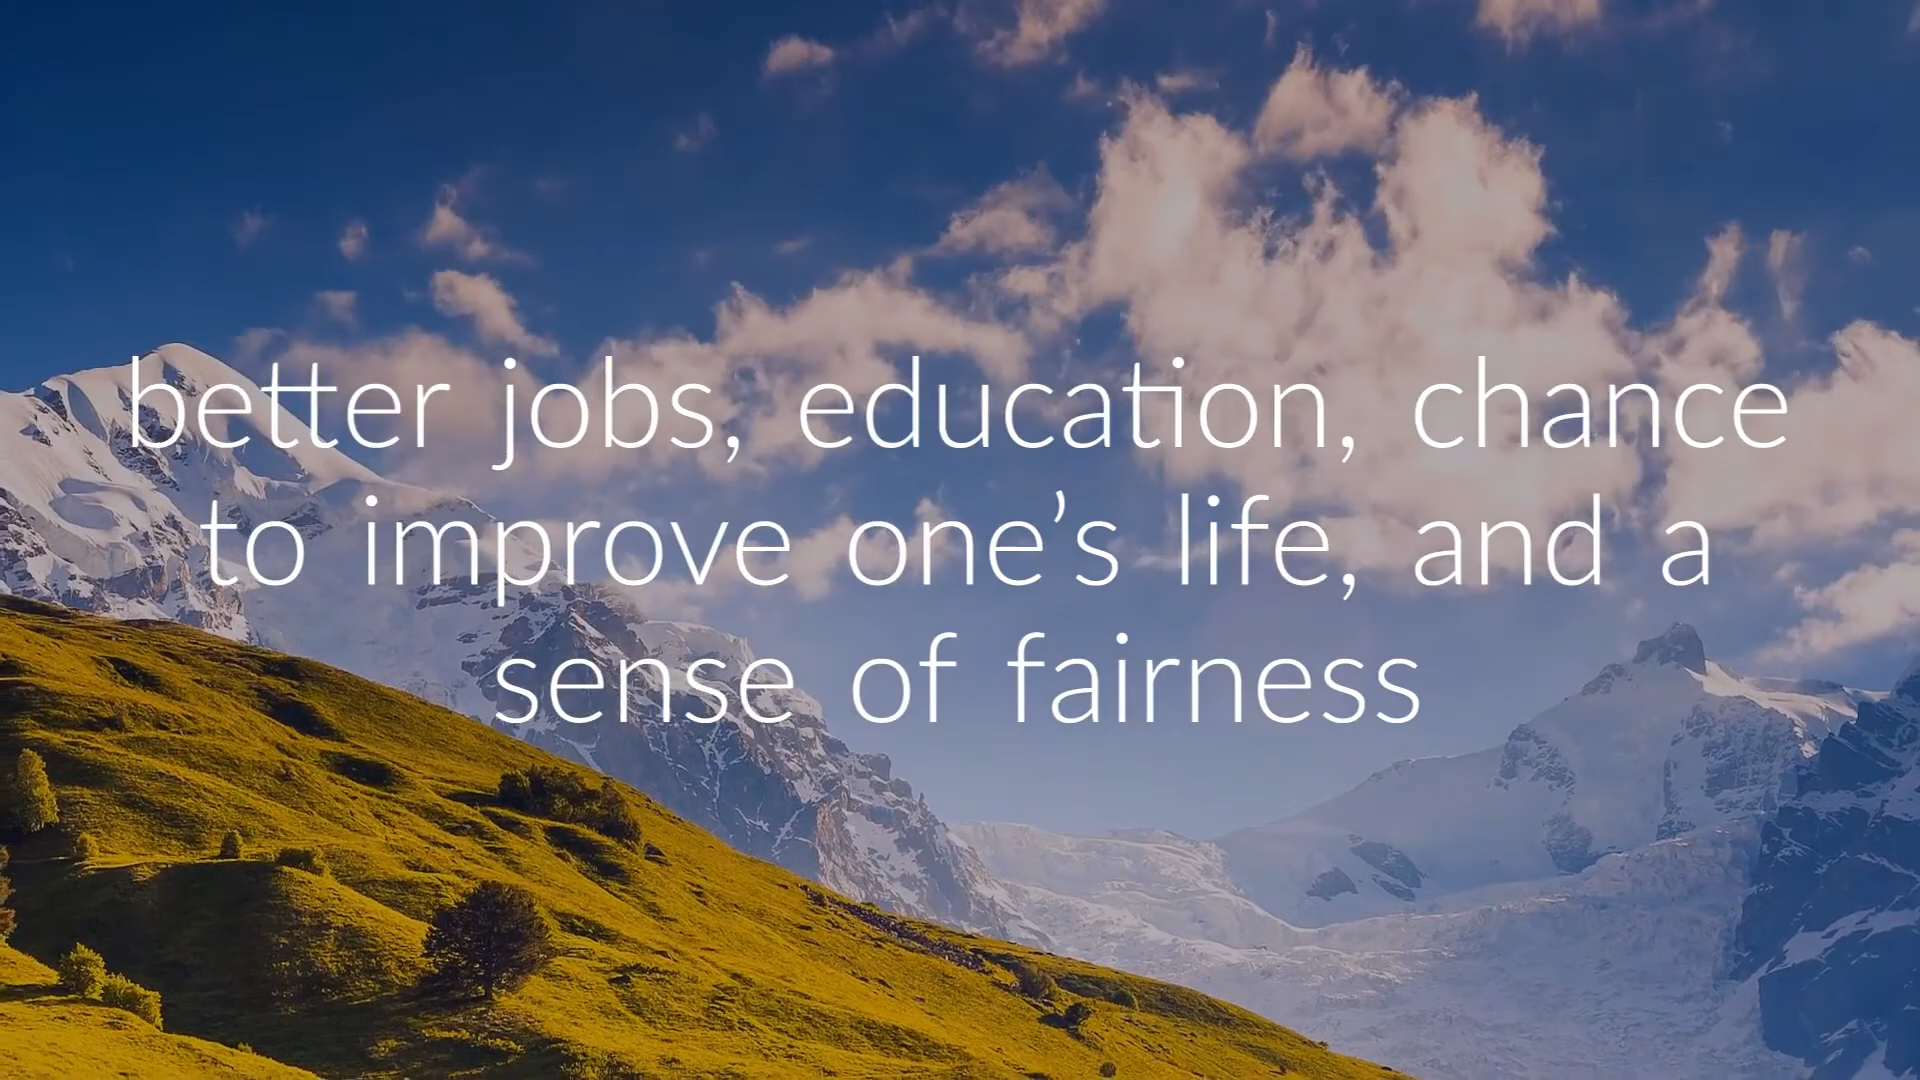 better jobs, education, chance
to improve one’s life, and a
sense of fairness